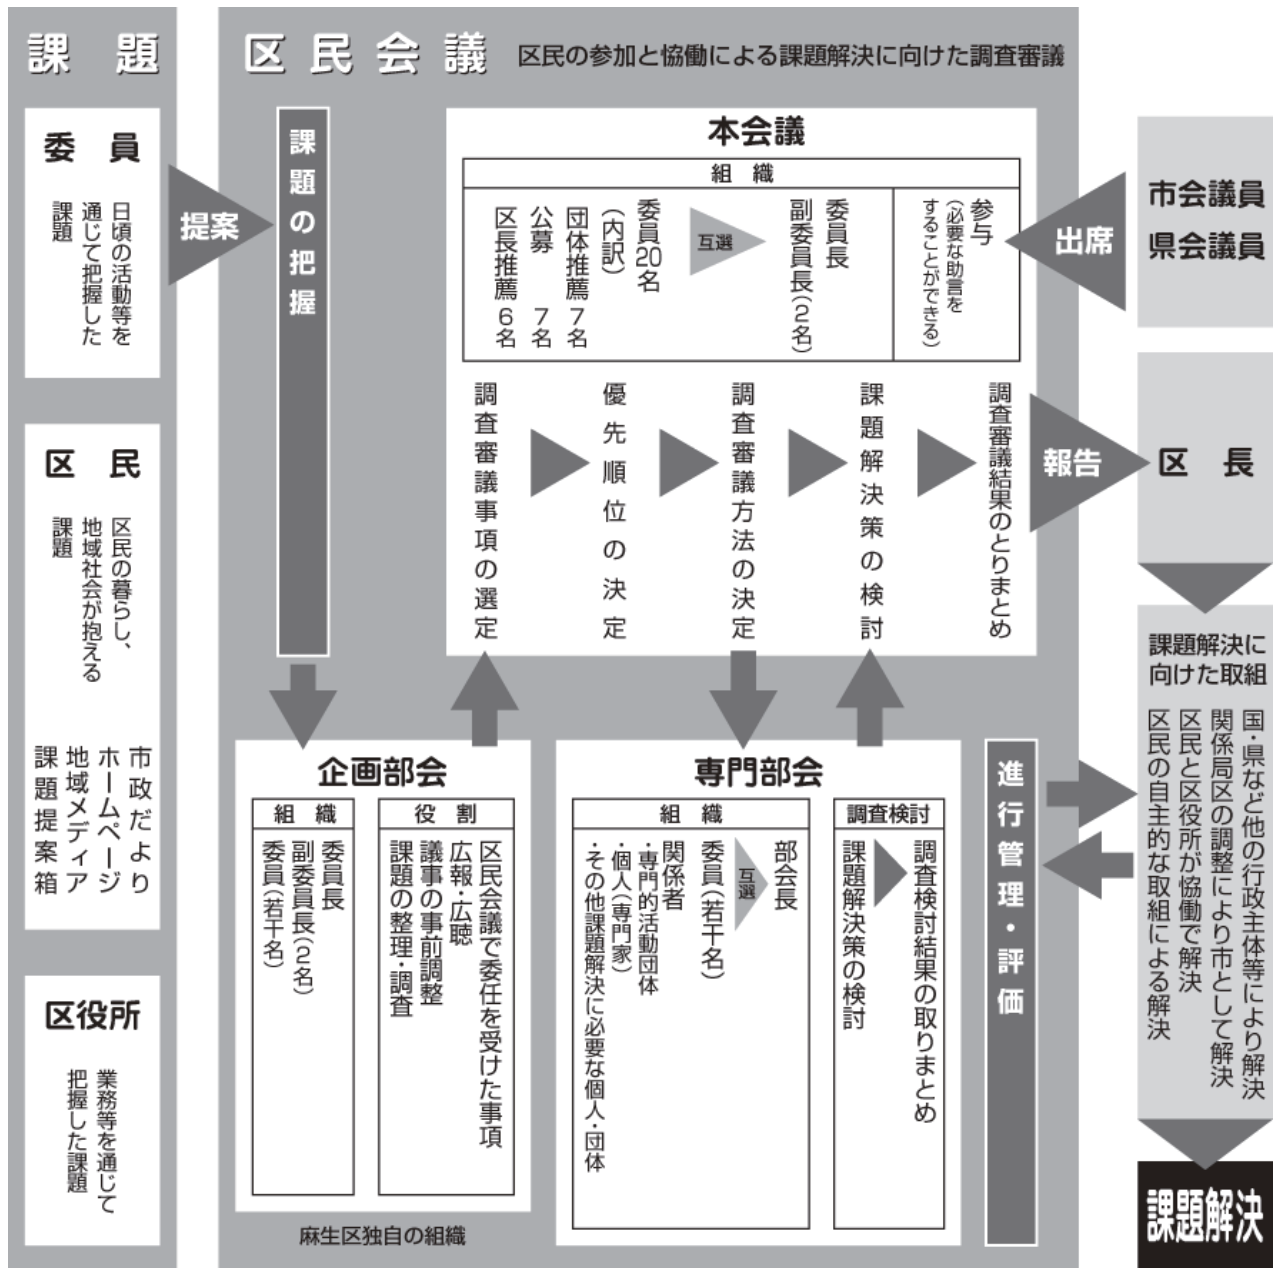 課題
委員
日頃の活動等を
通じて把握した
課題
区民
区民の暮らし、
地域社会が抱える
課題
市政だより
ホームページ
地域メディア
課題提案箱
区役所
業務等を通じて
把握した課題
提案
区民会議
区民の参加と協働による課題解決に向けた調査審議
課題の把握
本会議
組織
委員20名
(内訳)
団体推薦7名
公募 7名
区長推薦6名
互選
委員長
副委員長(2名)
参与
(必要な助言を
することができる)
出席
市会議員
県会議員
調査審議事項の選定
優先順位の決定
調査審議方法の決定
課題解決策の検討
調査審議結果のとりまとめ
報告
区長
企画部会
組織
委員長
副委員長(2名)
委員(若干名)
役割
区民会議で委任を受けた事項
広報・広聴
議事の事前調整
課題の整理・調査
麻生区独自の組織
専門部会
組織
部会長
互選
委員(若干名)
関係者
・専門的活動団体
・個人(専門家)
・その他課題解決に必要な個人・団体
調査検討
課題解決策の検討
調査検討結果の取りまとめ
進行管理・評価
課題解決に
向けた取組
国・県など他の行政主体等により解決
関係局区の調整により市として解決
区民と区役所が協働で解決
区民の自主的な取組による解決
課題解決